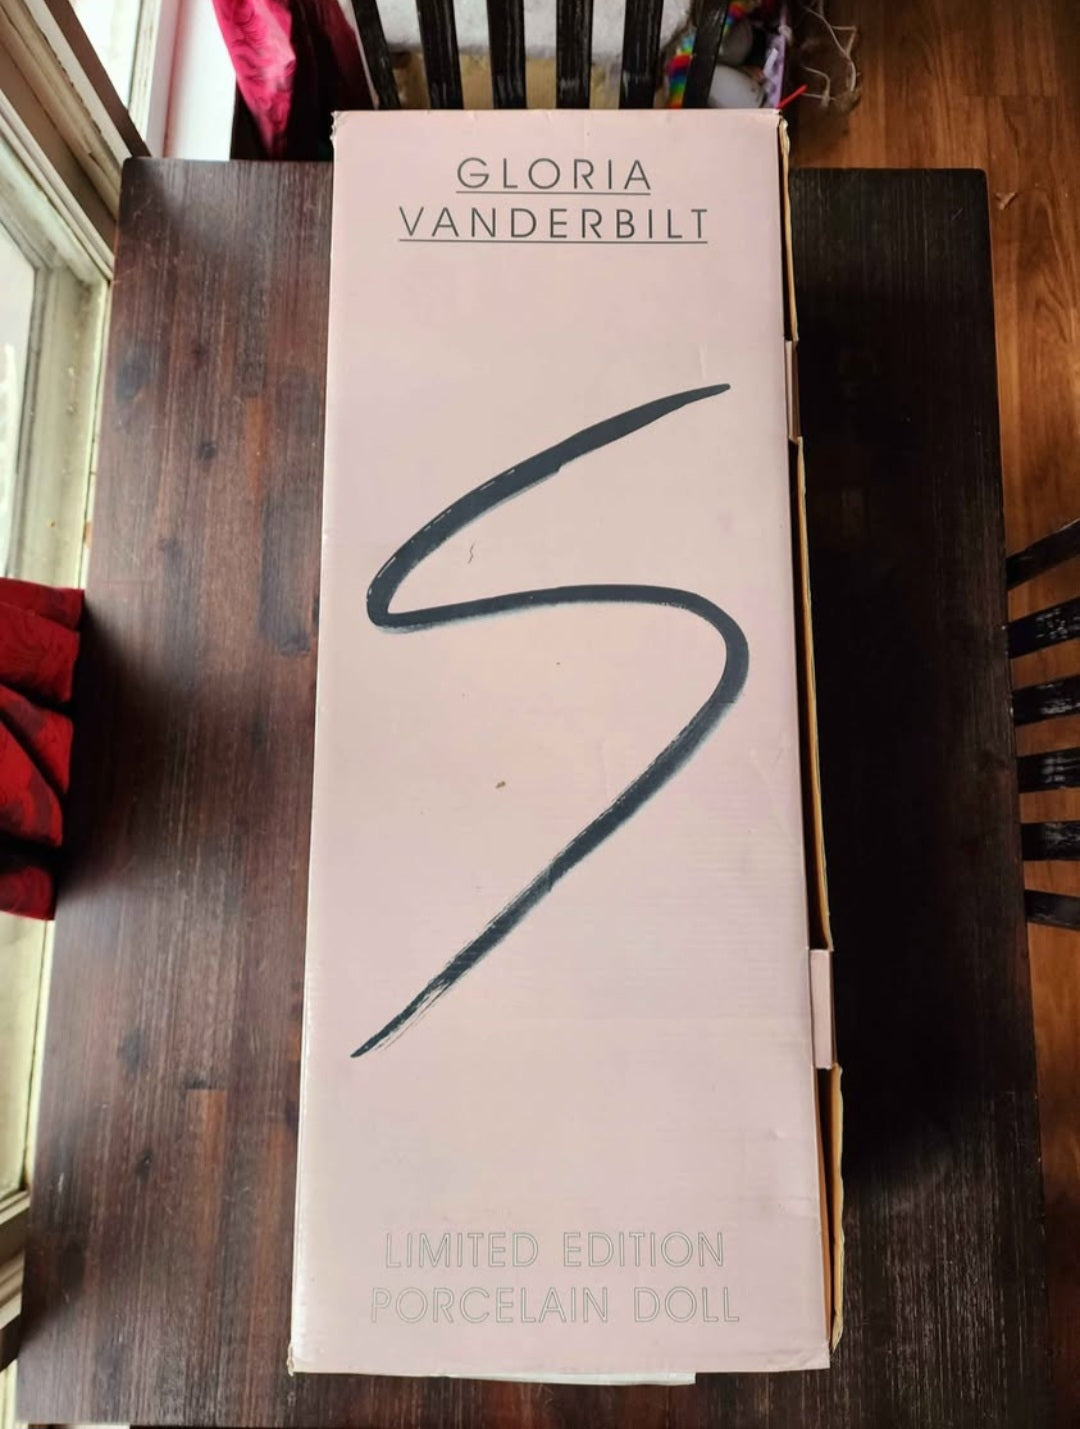 GLORIA
VANDERBILT
S
LIMITED EDITION
PORCELAIN DOLL